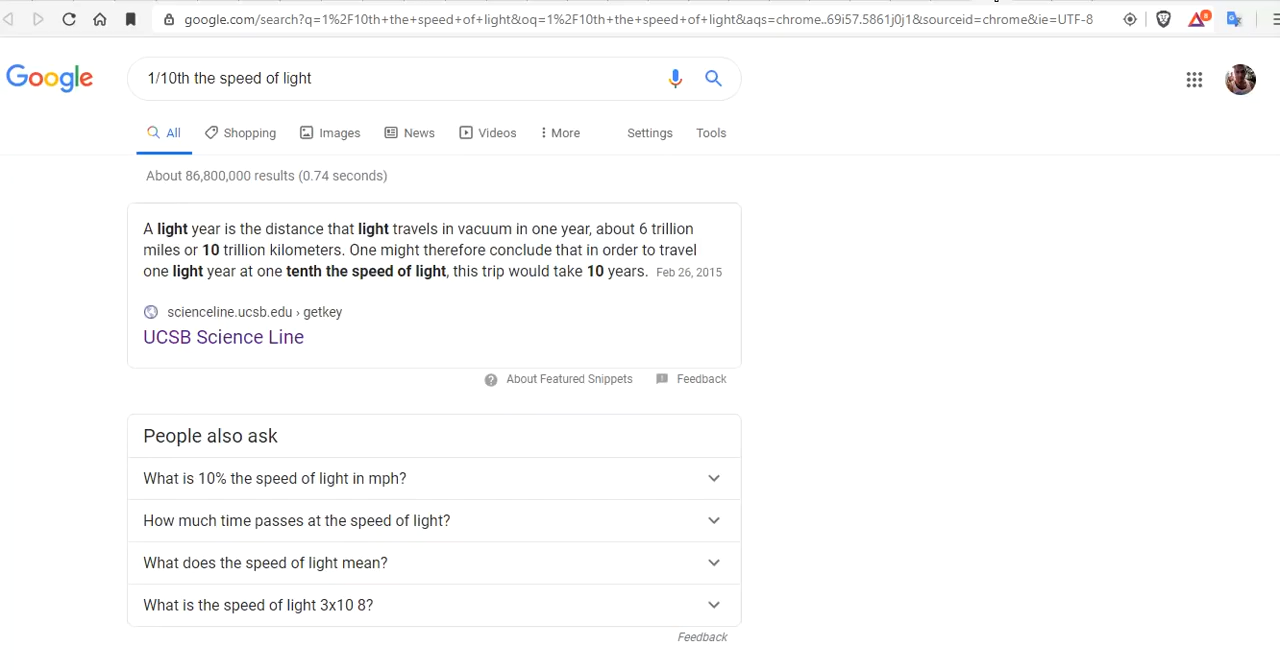 google.com/search?q=1%2F10th+the+speed+of+light&oq=1%2F10th+the+speed+of+light&aqs=chrome..69i57.5861j0j1&sourceid=chrome&ie=UTF-8
8
Google
1/10th the speed of light
All
Shopping
Images
News
Videos
More
Settings
Tools
About 86,800,000 results (0.74 seconds)
A light year is the distance that light travels in vacuum in one year, about 6 trillion
miles or 10 trillion kilometers. One might therefore conclude that in order to travel
one light year at one tenth the speed of light, this trip would take 10 years. Feb 26, 2015
scienceline.ucsb.edu › getkey
UCSB Science Line
About Featured Snippets
Feedback
People also ask
What is 10% the speed of light in mph?
How much time passes at the speed of light?
What does the speed of light mean?
What is the speed of light 3x10 8?
Feedback